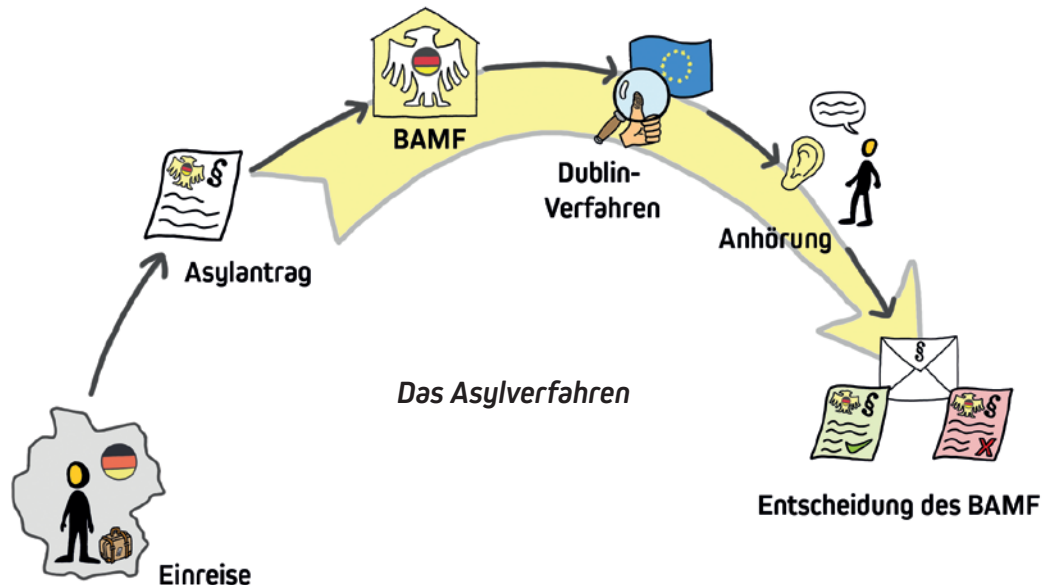 Einreise
Asylantrag
§
BAMF
Dublin-
Verfahren
Anhörung
§
§
§
Entscheidung des BAMF
Das Asylverfahren